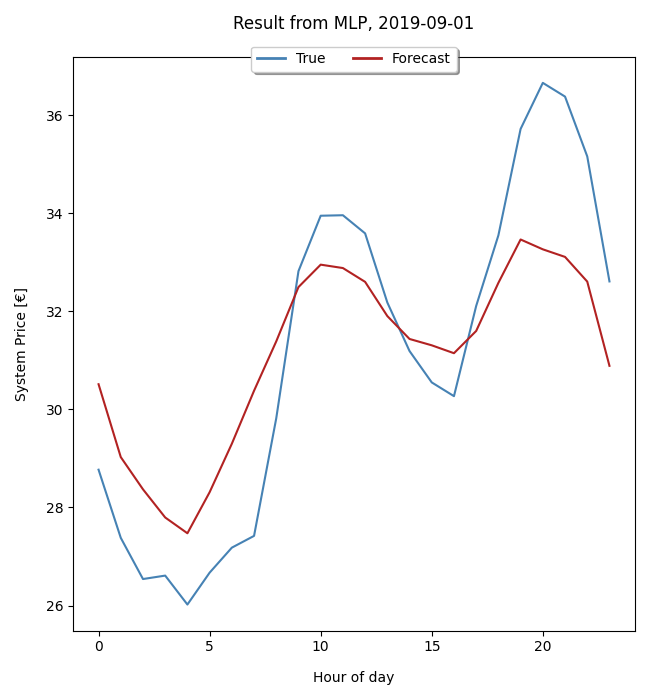 Result from MLP, 2019-09-01
True Forecast
System Price [€]
36
34
32
30
28
26
0 5 10 15 20
Hour of day